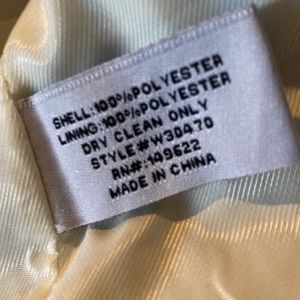 SHELL:100%POLYESTER
LINING:100%POLYESTER
DRY CLEAN ONLY
STYLE#W30470
RN#:149622
MADE IN CHINA